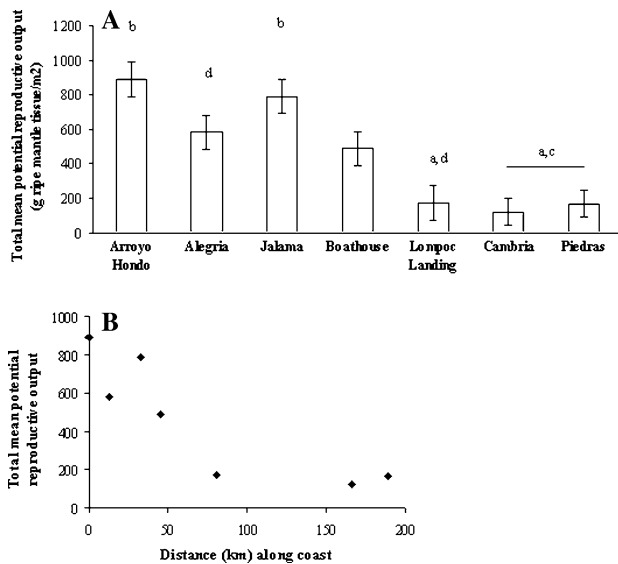 A
Total mean potential reproductive output
(g ripe mantle tissue/m2)
1200
1000
800
600
400
200
0
b
d
b
a,d
a,c
Arroyo Hondo
Alegria
Jalama
Boathouse
Lompoc Landing
Cambria
Piedras
B
Total mean potential
reproductive output
1000
800
600
400
200
0
0
50
100
150
200
Distance (km) along coast